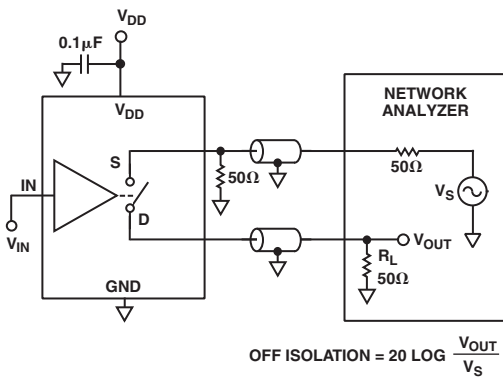 V_DD
0.1μF
V_DD
NETWORK
ANALYZER
S
50Ω
50Ω
IN
V_S
D
V_IN
V_OUT
R_L
50Ω
GND
OFF ISOLATION = 20 LOG V_OUT / V_S